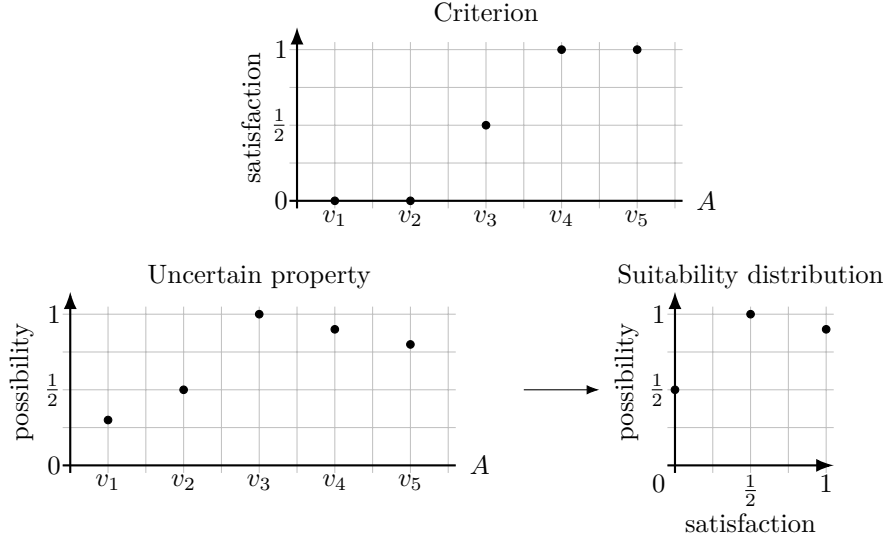 Criterion
satisfaction
1
1/2
0
v₁ v₂ v₃ v₄ v₅ A
Uncertain property
possibility
1
1/2
0
v₁ v₂ v₃ v₄ v₅ A
Suitability distribution
possibility
1
1/2
0 1/2 1
satisfaction